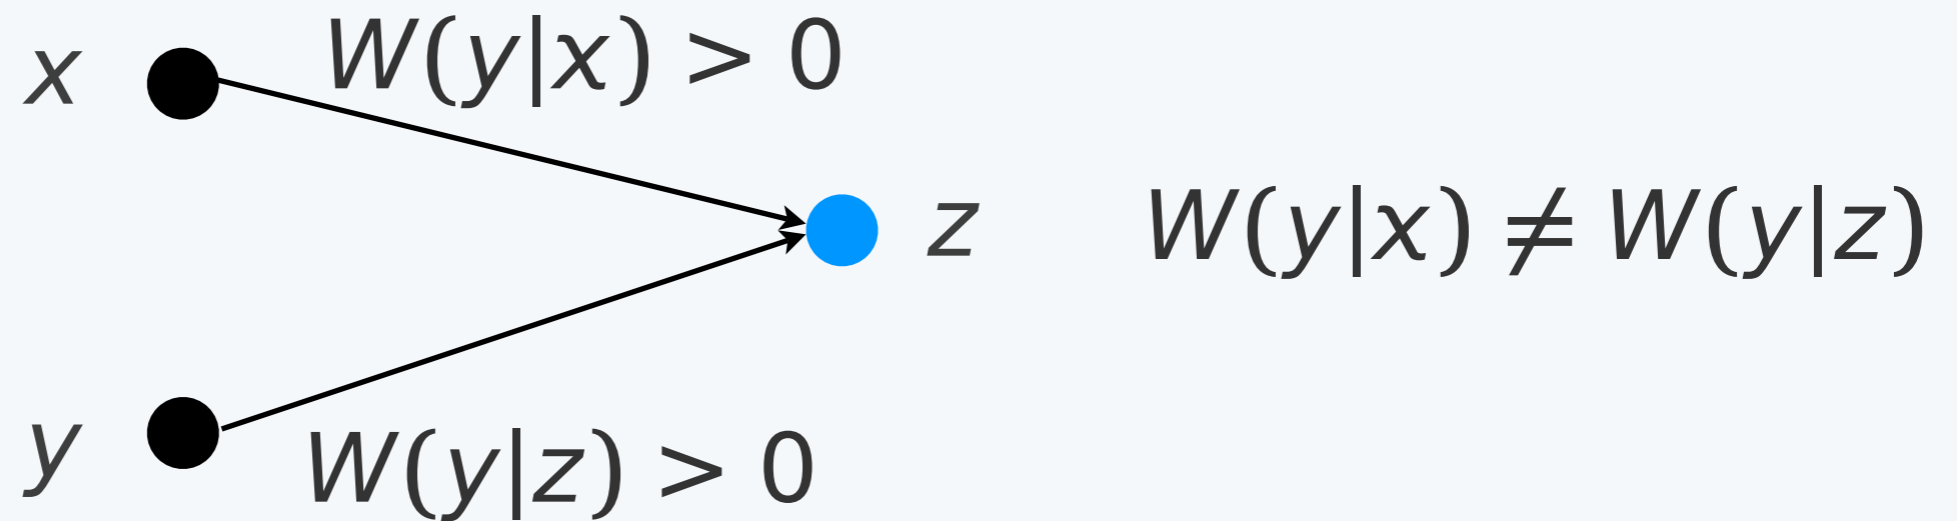 x
W(y|x) > 0
z
W(y|x) ≠ W(y|z)
y
W(y|z) > 0